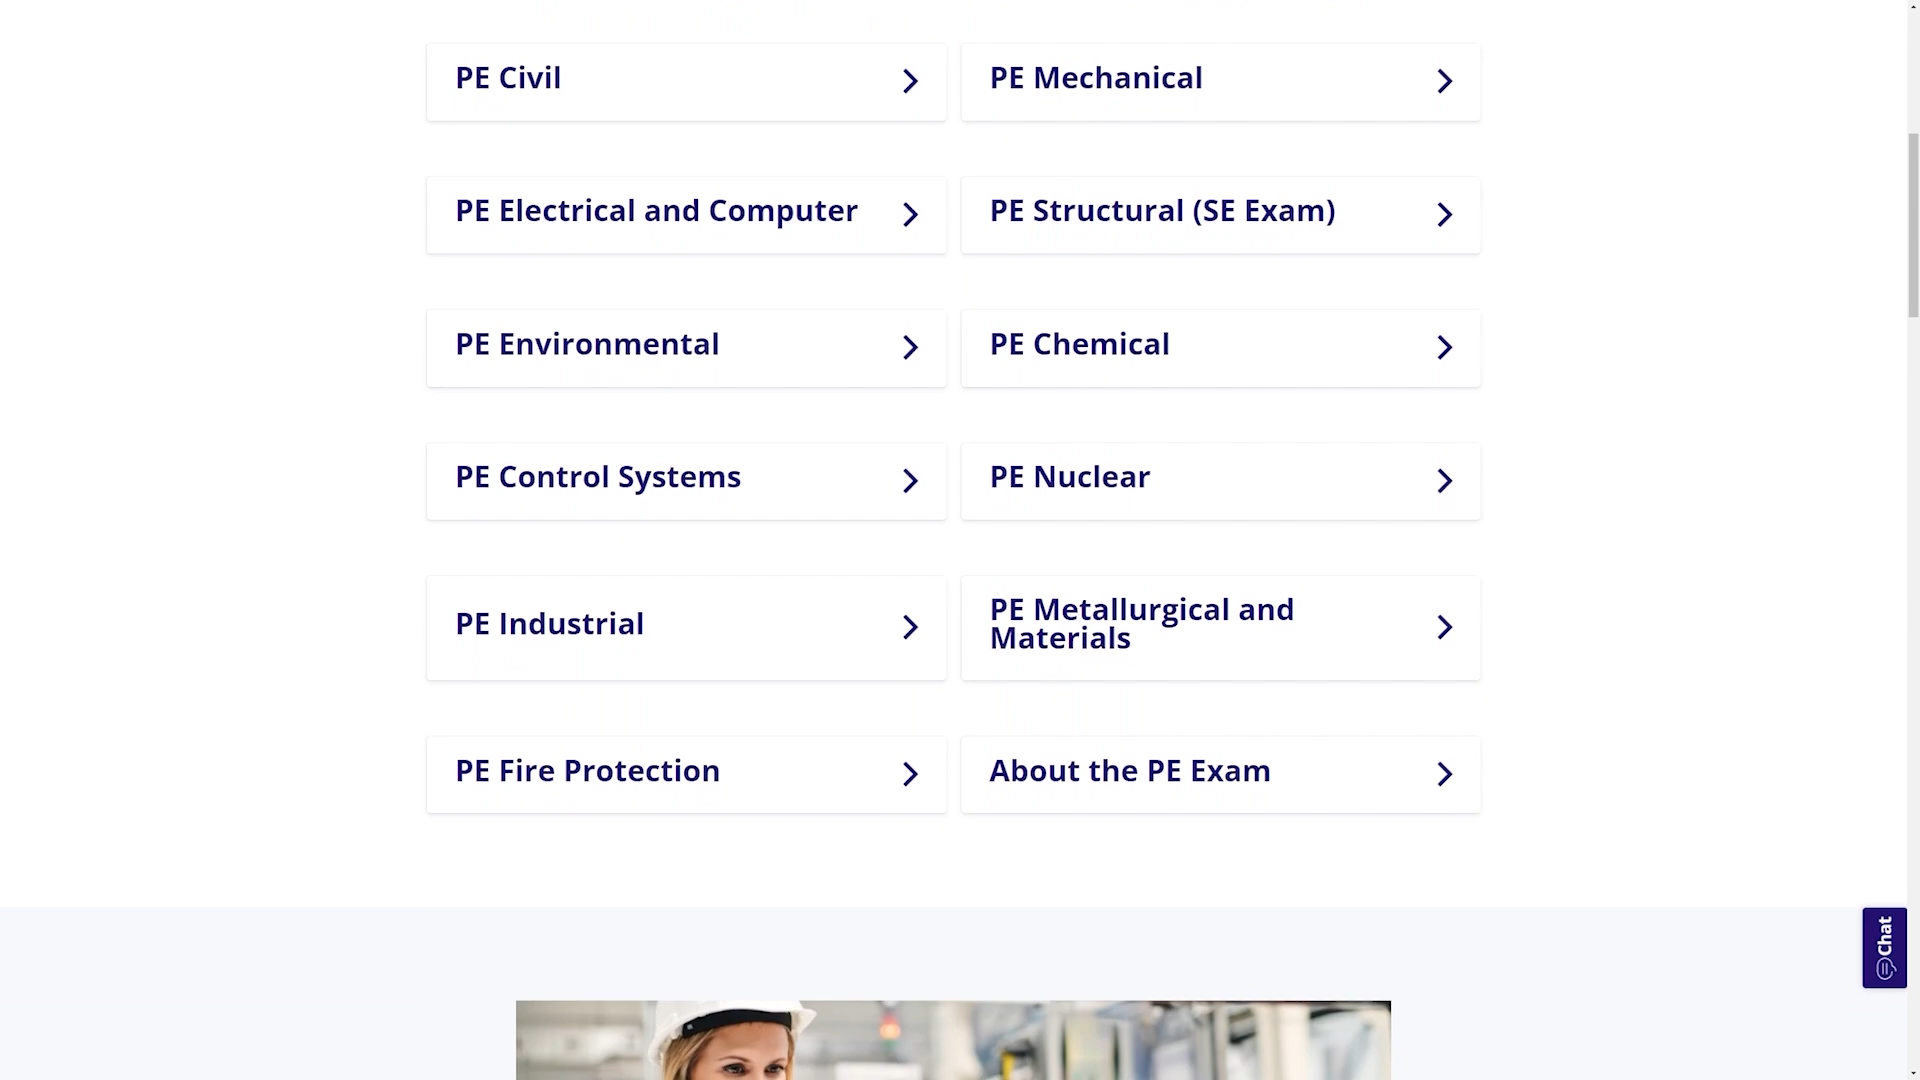 PE Civil
PE Mechanical
PE Electrical and Computer
PE Structural (SE Exam)
PE Environmental
PE Chemical
PE Control Systems
PE Nuclear
PE Industrial
PE Metallurgical and
Materials
PE Fire Protection
About the PE Exam
Chat